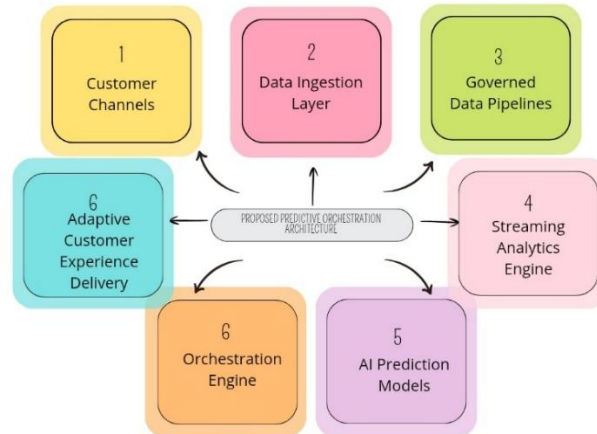 1
Customer
Channels
2
Data Ingestion
Layer
3
Governed
Data Pipelines
6
Adaptive
Customer
Experience
Delivery
PROPOSED PREDICTIVE ORCHESTRATION
ARCHITECTURE
4
Streaming
Analytics
Engine
6
Orchestration
Engine
5
AI Prediction
Models